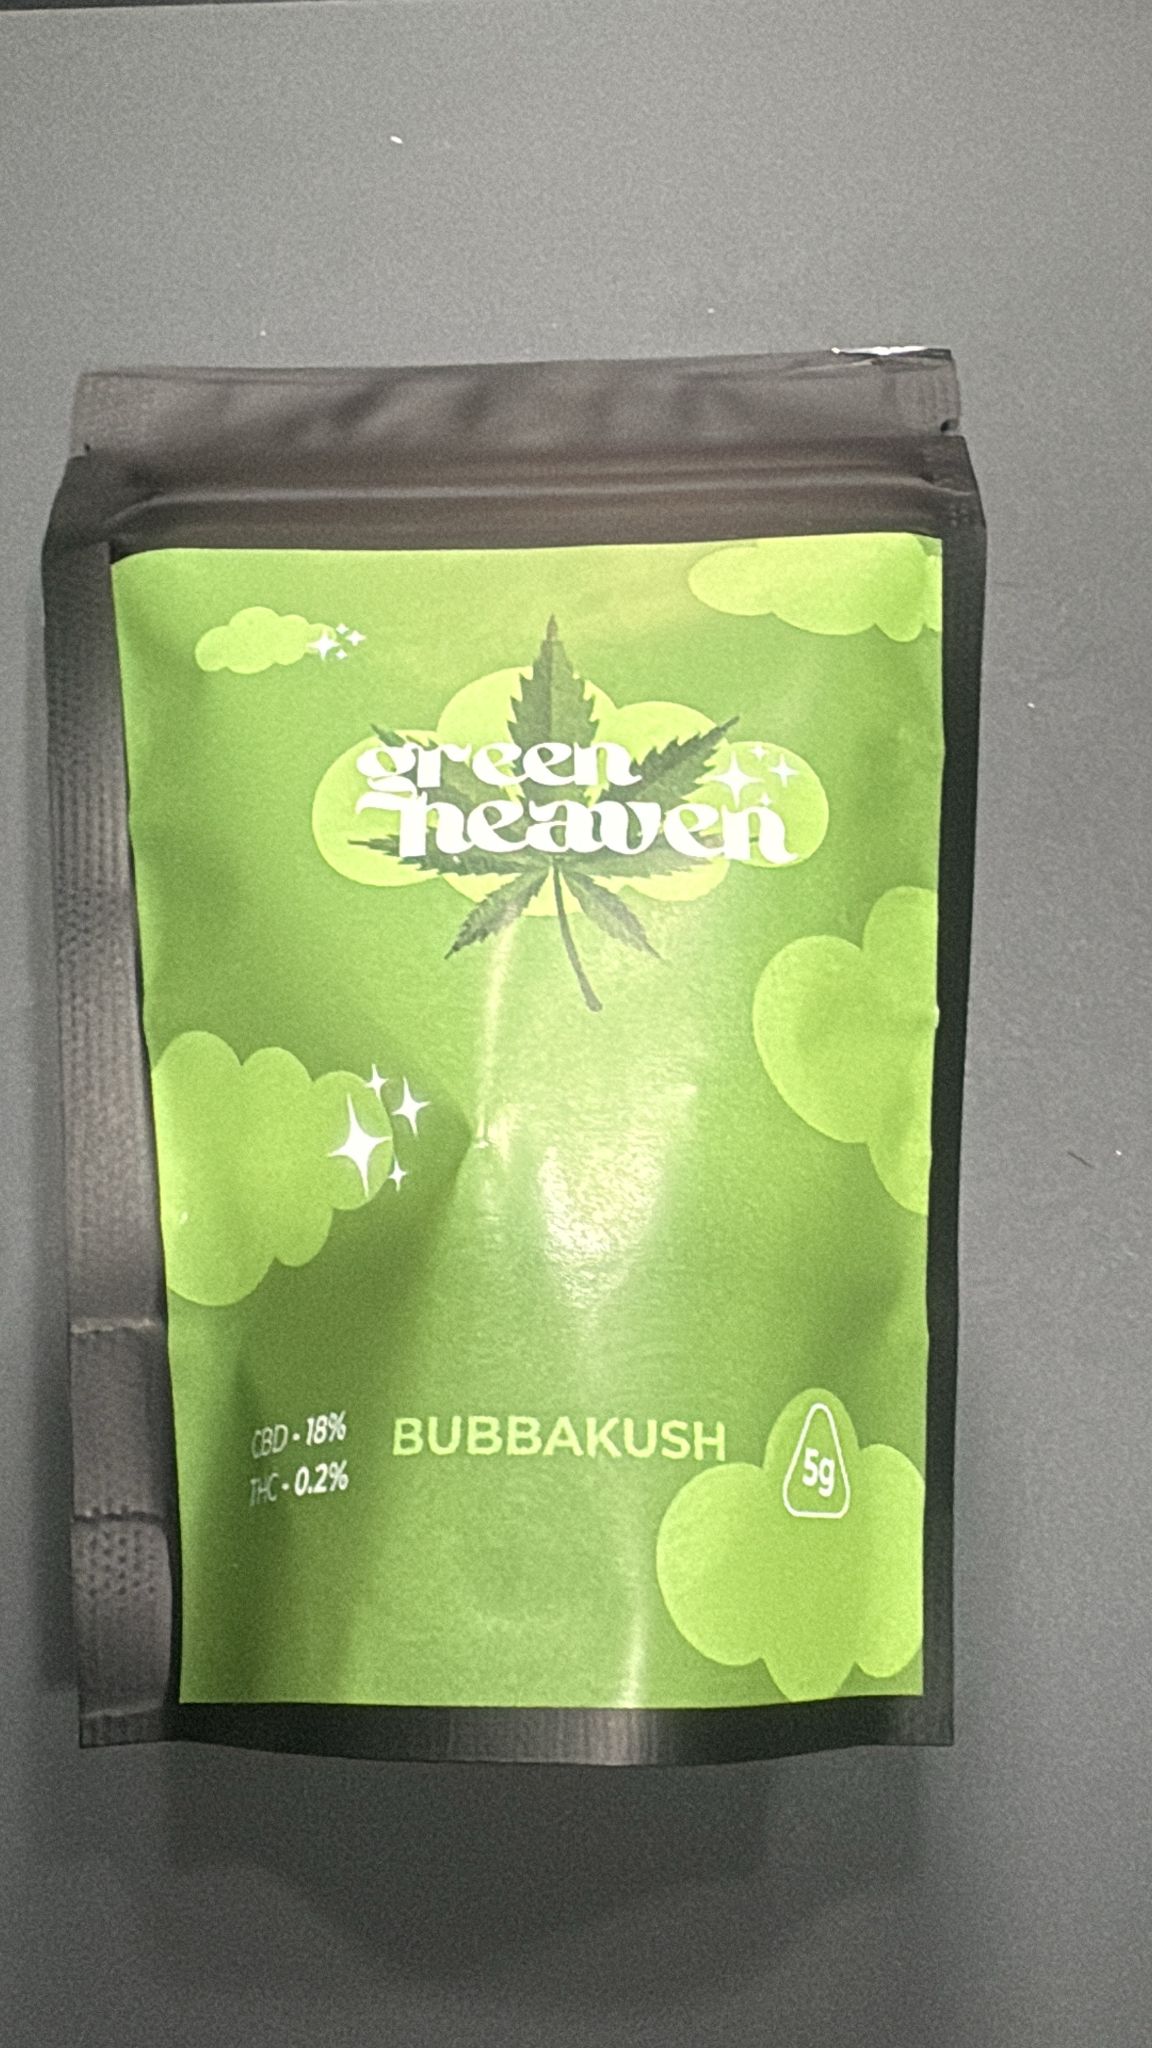 green
heaven
CBD - 18%
THC - 0.2%
BUBBAKUSH
5g